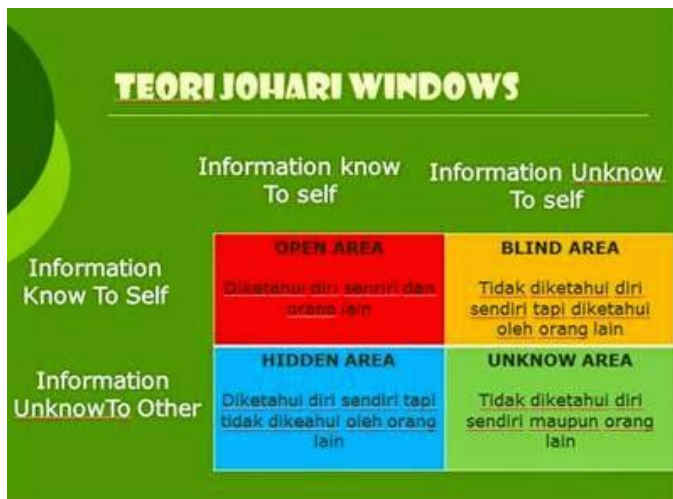 TEORI JOHARI WINDOWS
Information know
To self
Information Unknow
To self
Information
Know To Self
OPEN AREA
Diketahui diri senriri dan
orang lain
BLIND AREA
Tidak diketahui diri
sendiri tapi diketahui
oleh orang lain
Information
UnknowTo Other
HIDDEN AREA
Diketahui diri sendiri tapi
tidak dikeahui oleh orang
lain
UNKNOW AREA
Tidak diketahui diri
sendiri maupun orang
lain